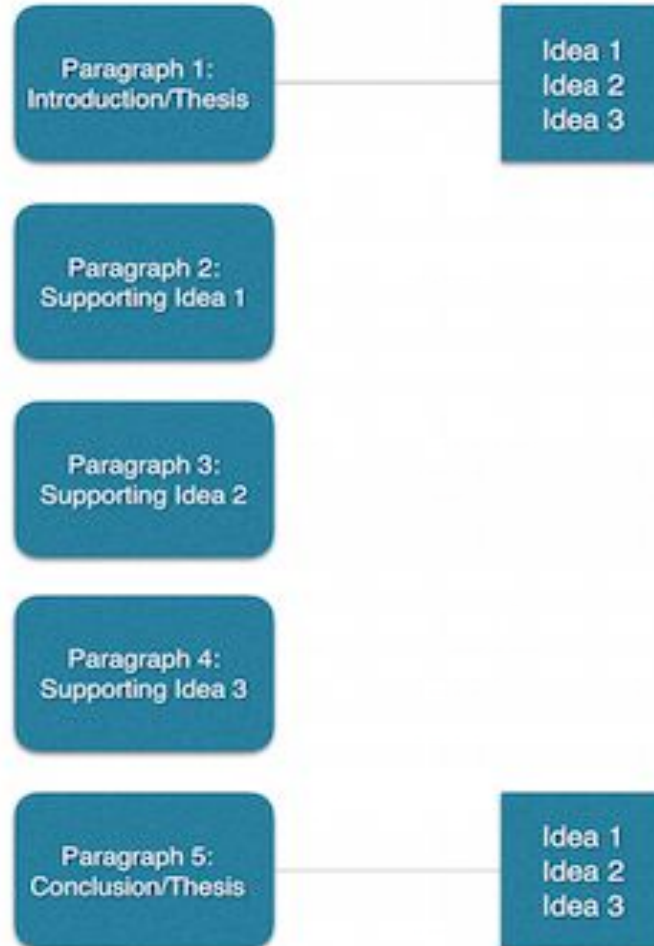 Paragraph 1:
Introduction/Thesis
Idea 1
Idea 2
Idea 3
Paragraph 2:
Supporting Idea 1
Paragraph 3:
Supporting Idea 2
Paragraph 4:
Supporting Idea 3
Paragraph 5:
Conclusion/Thesis
Idea 1
Idea 2
Idea 3